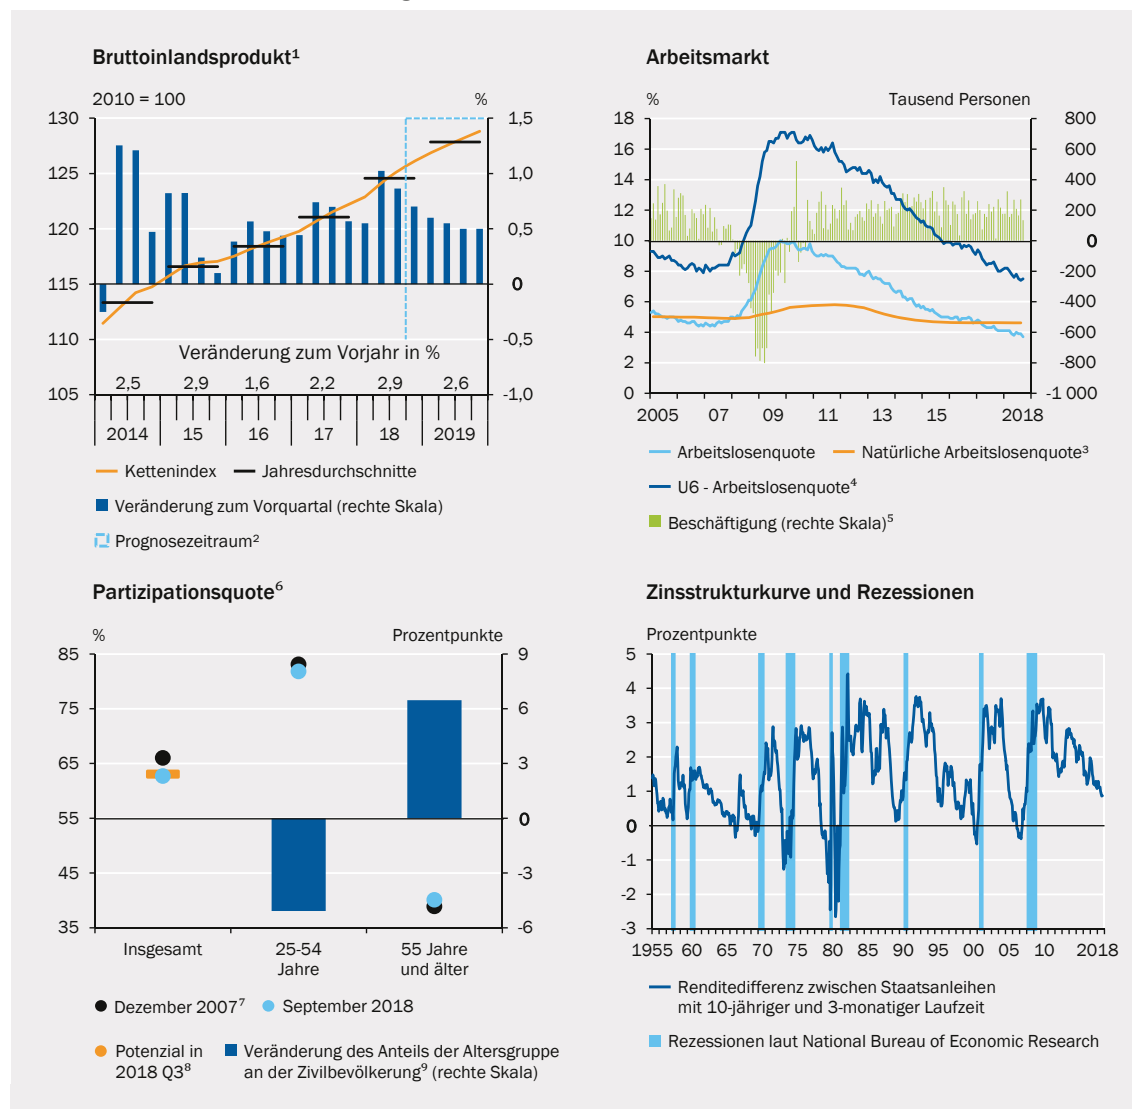 Bruttoinlandsprodukt¹
2010 = 100
%
130
125
120
115
110
105
1,5
1,0
0,5
0
-0,5
-1,0
Veränderung zum Vorjahr in %
2,5 2,9 1,6 2,2 2,9 2,6
2014 15 16 17 18 2019
Kettenindex Jahresdurchschnitte
Veränderung zum Vorquartal (rechte Skala)
Prognosezeitraum²
Arbeitsmarkt
%
Tausend Personen
18
16
14
12
10
8
6
4
2
0
800
600
400
200
0
-200
-400
-600
-800
-1 000
2005 07 09 11 13 15 2018
Arbeitslosenquote Natürliche Arbeitslosenquote³
U6 - Arbeitslosenquote⁴
Beschäftigung (rechte Skala)⁵
Partizipationsquote⁶
%
Prozentpunkte
85
75
65
55
45
35
9
6
3
0
-3
-6
Insgesamt 25-54 55 Jahre
Jahre und älter
Dezember 2007⁷ September 2018
Potenzial in Veränderung des Anteils der Altersgruppe
2018 Q3⁸ an der Zivilbevölkerung⁹ (rechte Skala)
Zinsstrukturkurve und Rezessionen
Prozentpunkte
5
4
3
2
1
0
-1
-2
-3
1955 60 65 70 75 80 85 90 95 00 05 10 2018
Renditedifferenz zwischen Staatsanleihen
mit 10-jähriger und 3-monatiger Laufzeit
Rezessionen laut National Bureau of Economic Research